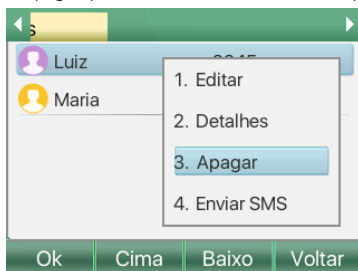 s
Luiz
Maria
1. Editar
2. Detalhes
3. Apagar
4. Enviar SMS
Ok Cima Baixo Voltar